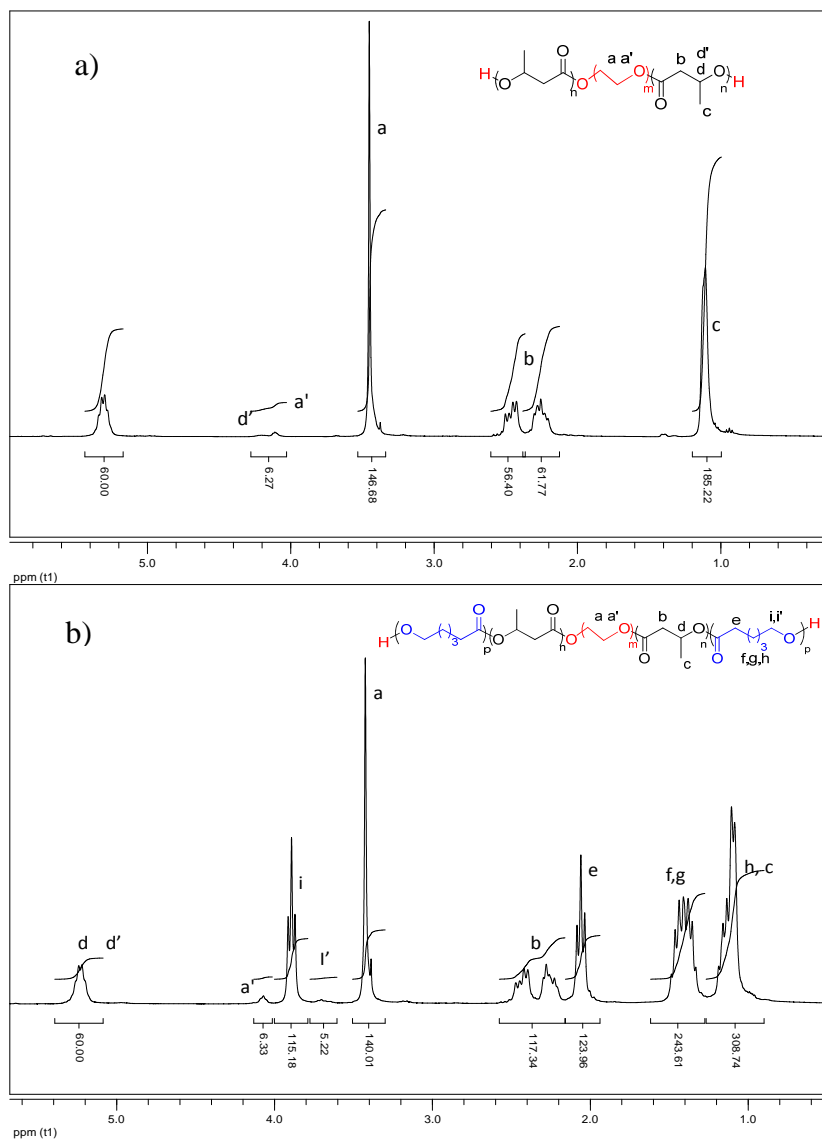 a)
a a' b d'
d
H O O O O O O H
n m n
O
c
a
b
c
d' a'
60.00 6.27 146.68 56.40 61.77 185.22
5.0 4.0 3.0 2.0 1.0
ppm (t1)
b)
H O O O O O O O O H
3 p n m n 3 p
a a' b d e i,i'
c f,g,h
a
i
e
f,g h, c
d d' b
a' I'
60.00 6.33 115.18 5.22 140.01 117.34 123.96 243.61 308.74
5.0 4.0 3.0 2.0 1.0
ppm (t1)